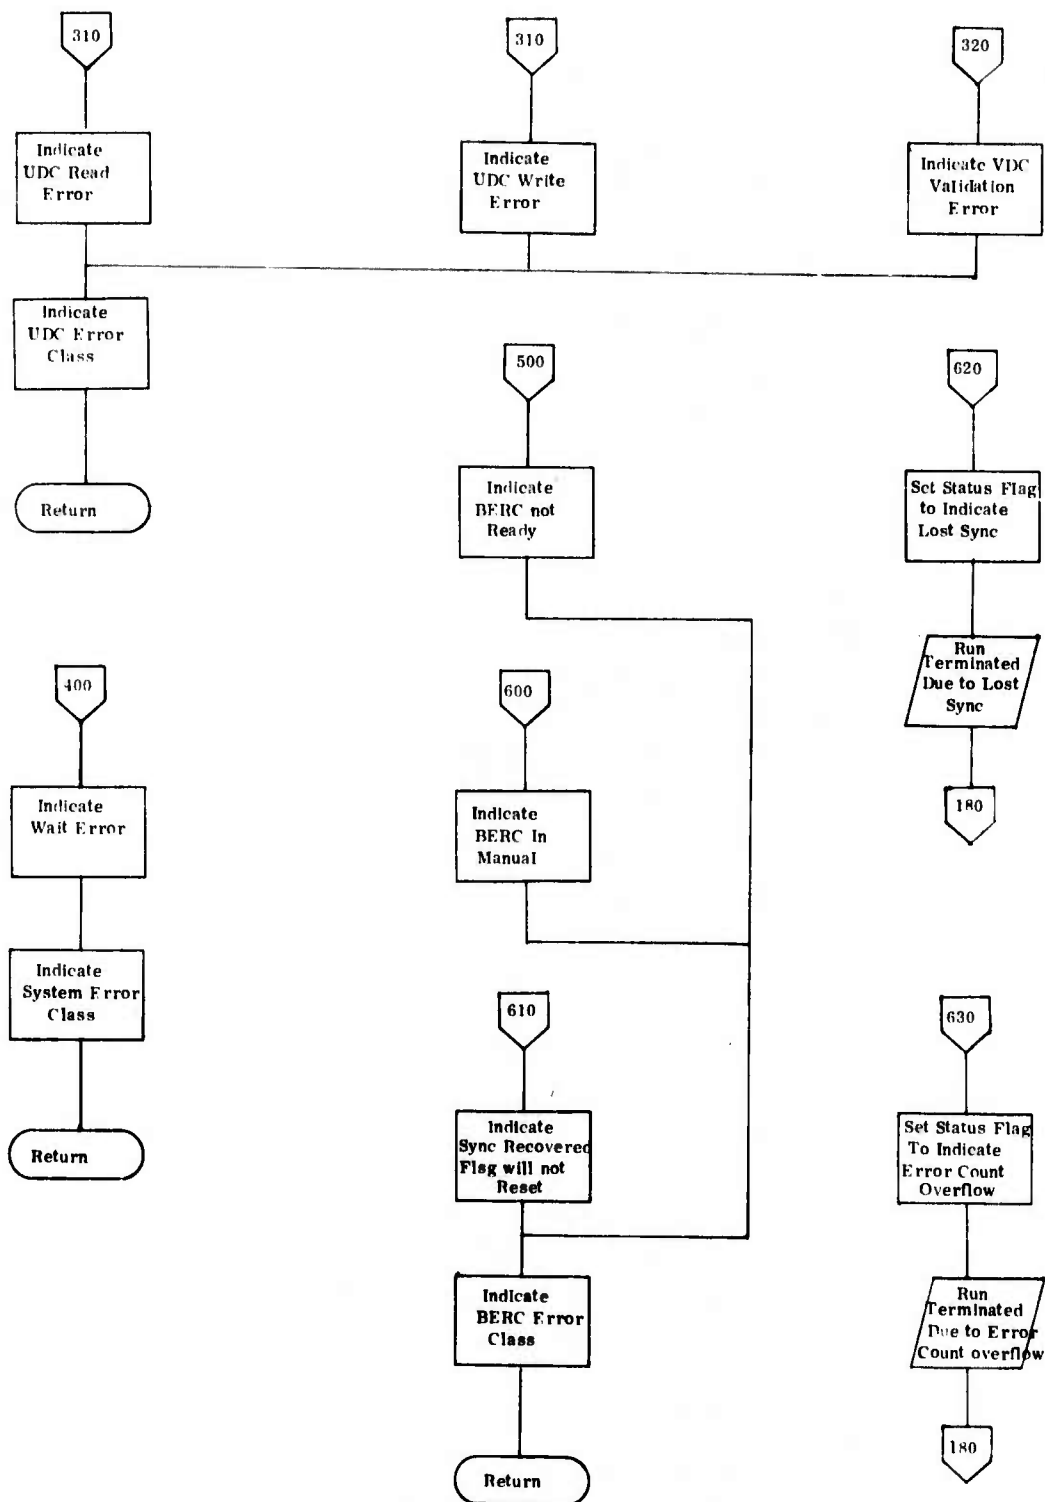 310
Indicate
UDC Read
Error
310
Indicate
UDC Write
Error
320
Indicate VDC
Validation
Error
Indicate
UDC Error
Class
Return
500
Indicate
BERC not
Ready
620
Set Status Flag
to Indicate
Lost Sync
Run
Terminated
Due to Lost
Sync
180
400
Indicate
Wait Error
Indicate
System Error
Class
Return
600
Indicate
BERC In
Manual
610
Indicate
Sync Recovered
Flag will not
Reset
Indicate
BERC Error
Class
Return
630
Set Status Flag
To Indicate
Error Count
Overflow
Run
Terminated
Due to Error
Count overflow
180